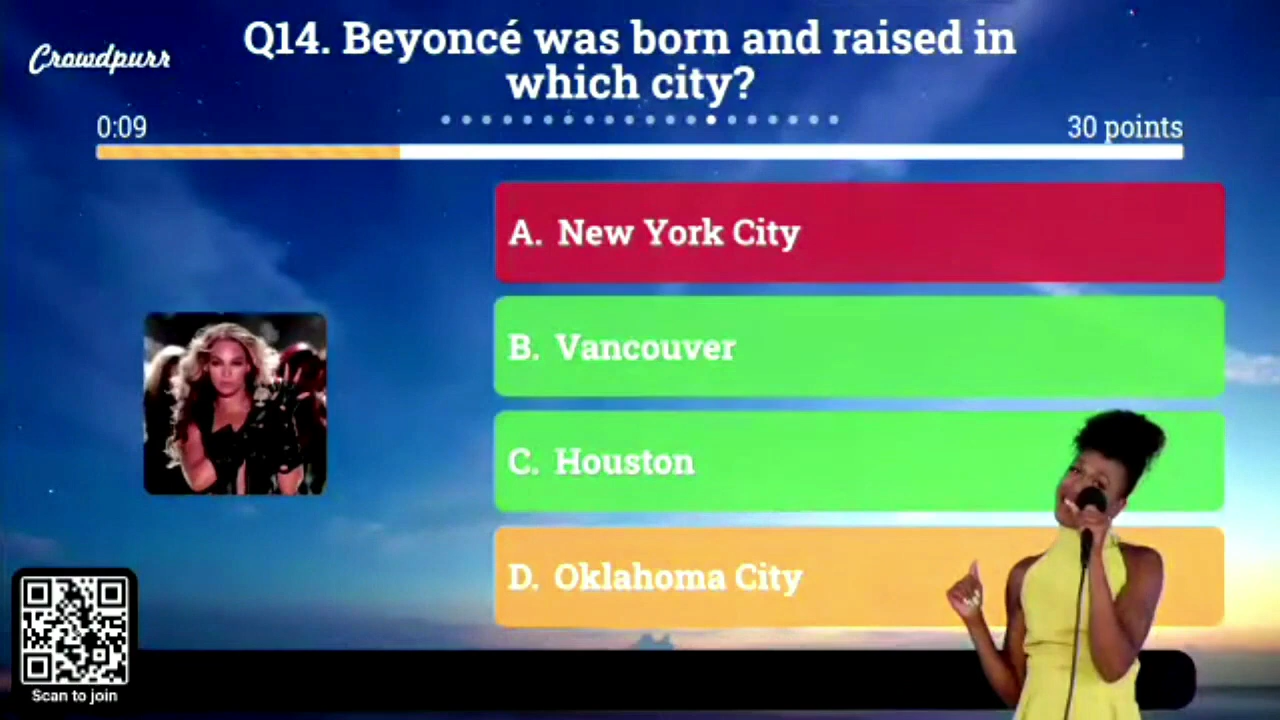 Crowdpurr
Q14. Beyoncé was born and raised in
which city?
0:09
30 points
A. New York City
B. Vancouver
C. Houston
D. Oklahoma City
Scan to join